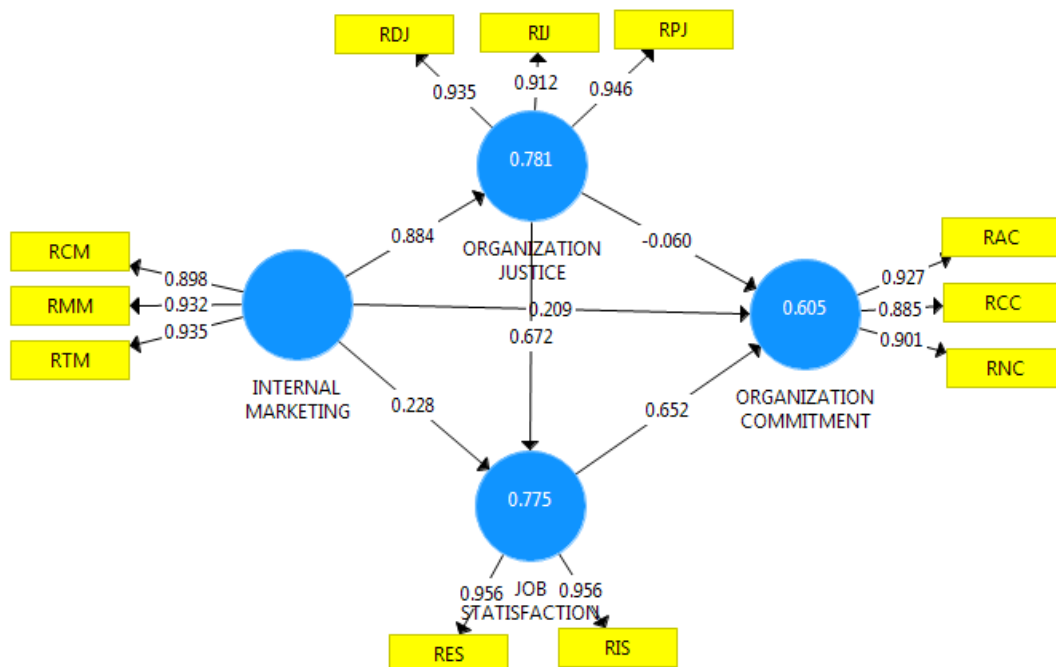 RDJ
RIJ
RPJ
0.935
0.912
0.946
0.781
ORGANIZATION
JUSTICE
0.884
-0.060
RCM
RMM
RTM
0.898
0.932
0.935
INTERNAL
MARKETING
0.209
0.672
0.228
0.652
0.605
ORGANIZATION
COMMITMENT
0.927
0.885
0.901
RAC
RCC
RNC
0.775
JOB
STATISFACTION
0.956
0.956
RES
RIS